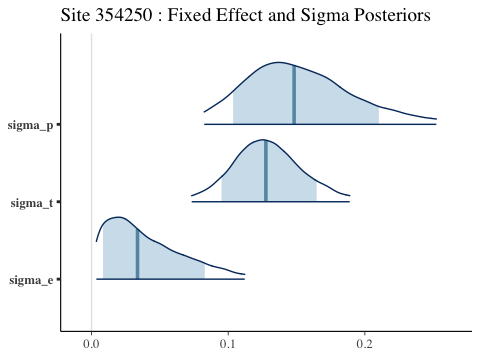 Site 354250 : Fixed Effect and Sigma Posteriors
sigma_p
sigma_t
sigma_e
0.0 0.1 0.2